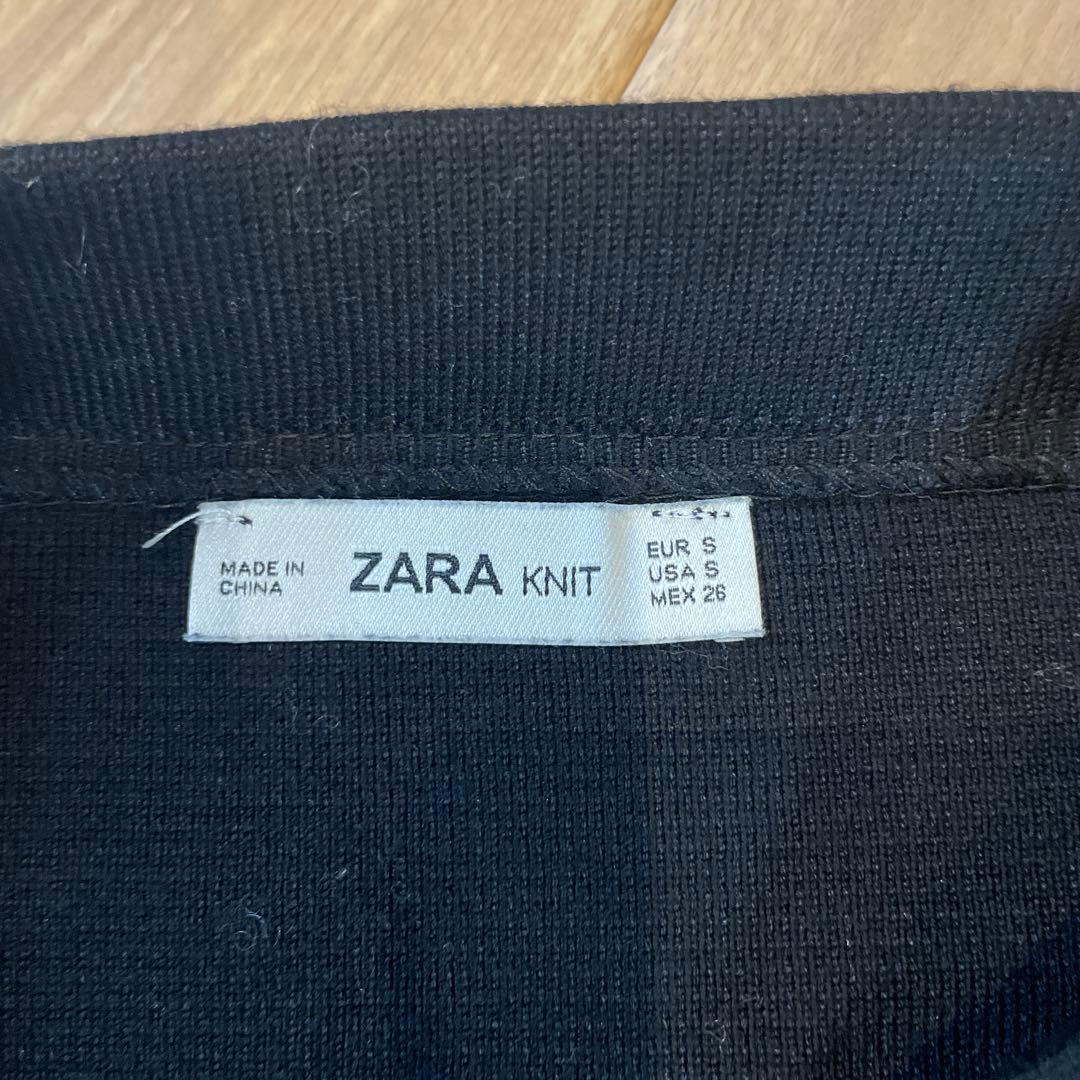 MADE IN
CHINA
ZARA KNIT
EUR S
USA S
MEX 26